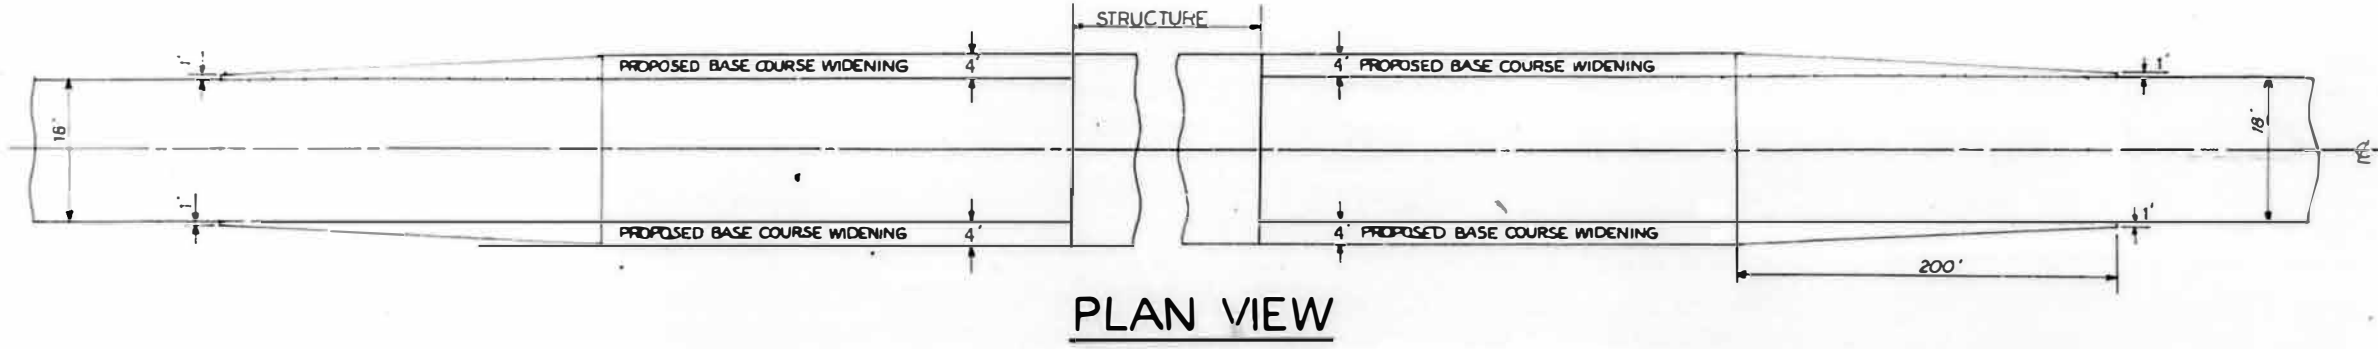 STRUCTURE
1'
PROPOSED BASE COURSE WIDENING 4'
4' PROPOSED BASE COURSE WIDENING
1'
18'
18'
℄
1'
PROPOSED BASE COURSE WIDENING 4'
4' PROPOSED BASE COURSE WIDENING
1'
200'
PLAN VIEW